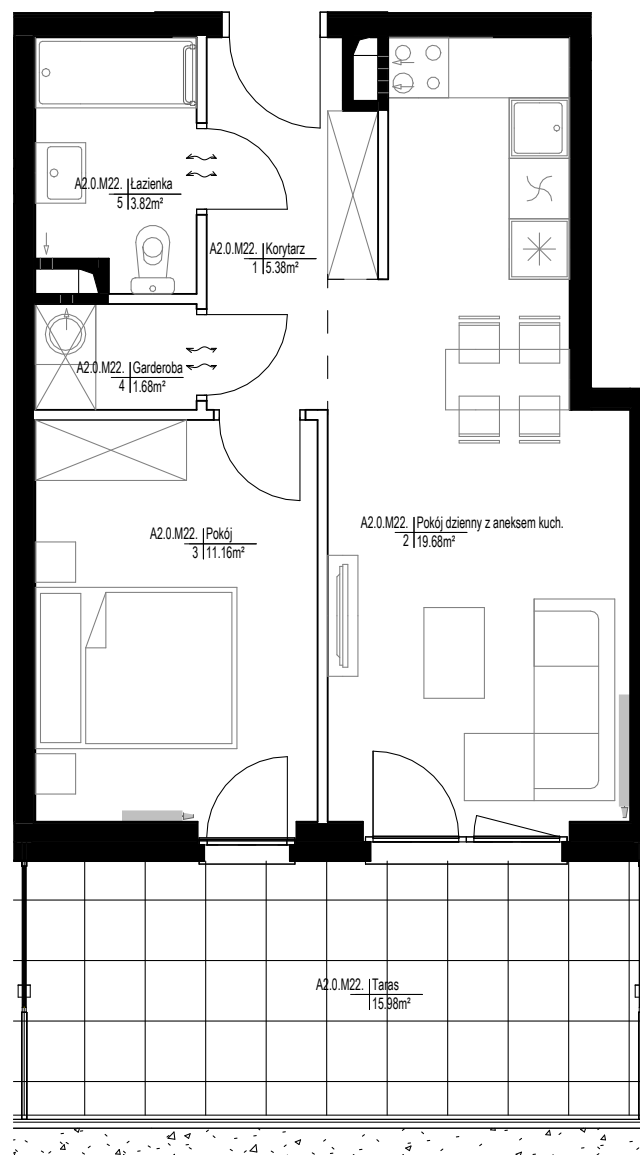 A2.0.M22. Łazienka
5 3.82m²
A2.0.M22. Korytarz
1 5.38m²
A2.0.M22. Garderoba
4 1.68m²
A2.0.M22. Pokój dzienny z aneksem kuch.
2 19.68m²
A2.0.M22. Pokój
3 11.16m²
A2.0.M22. Taras
15.98m²